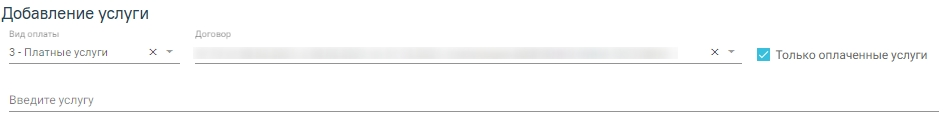 Добавление услуги
Вид оплаты
Договор
3 - Платные услуги
Только оплаченные услуги
Введите услугу